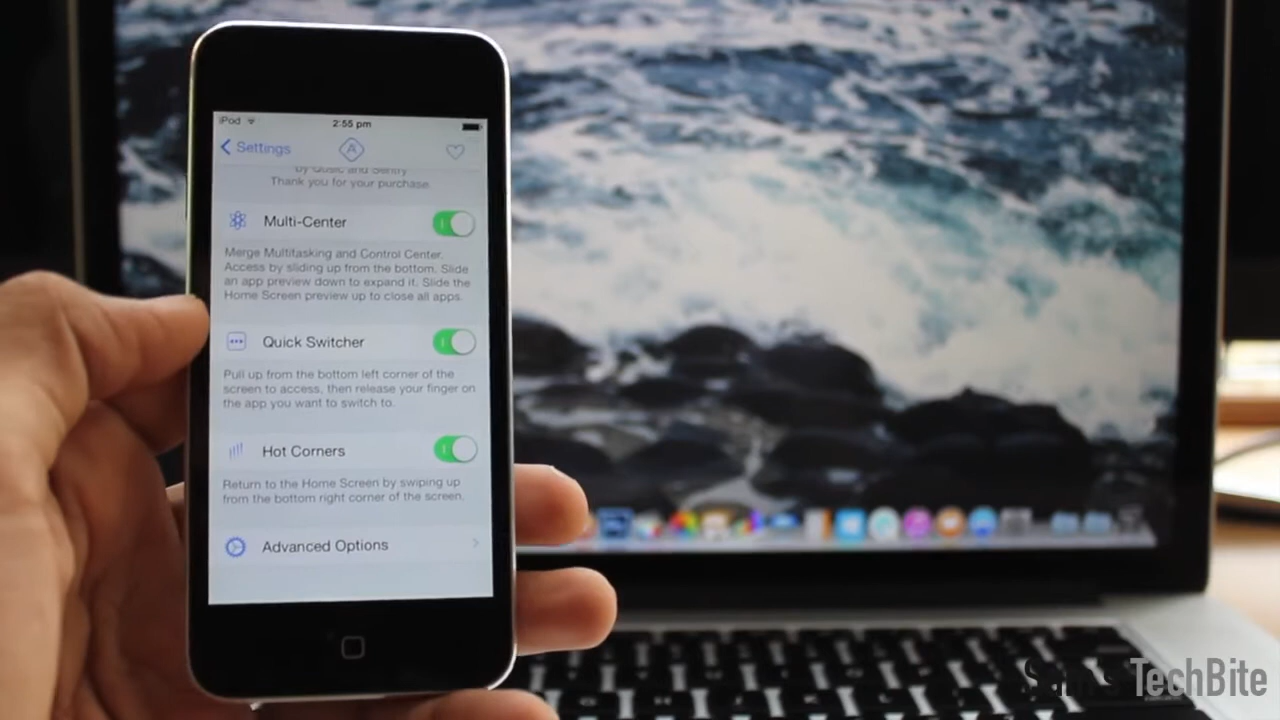 iPod 2:55 pm
Settings
by Qusic and Sentry
Thank you for your purchase.
Multi-Center
Merge Multitasking and Control Center.
Access by sliding up from the bottom. Slide
an app preview down to expand it. Slide the
Home Screen preview up to close all apps.
Quick Switcher
Pull up from the bottom left corner of the
screen to access, then release your finger on
the app you want to switch to.
Hot Corners
Return to the Home Screen by swiping up
from the bottom right corner of the screen.
Advanced Options
TechBite